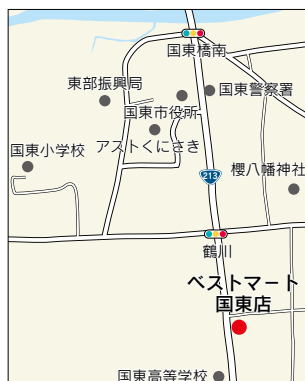 国東橋南
東部振興局
国東警察署
国東市役所
アストくにさき
国東小学校
213
櫻八幡神社
鶴川
ベストマート
国東店
国東高等学校